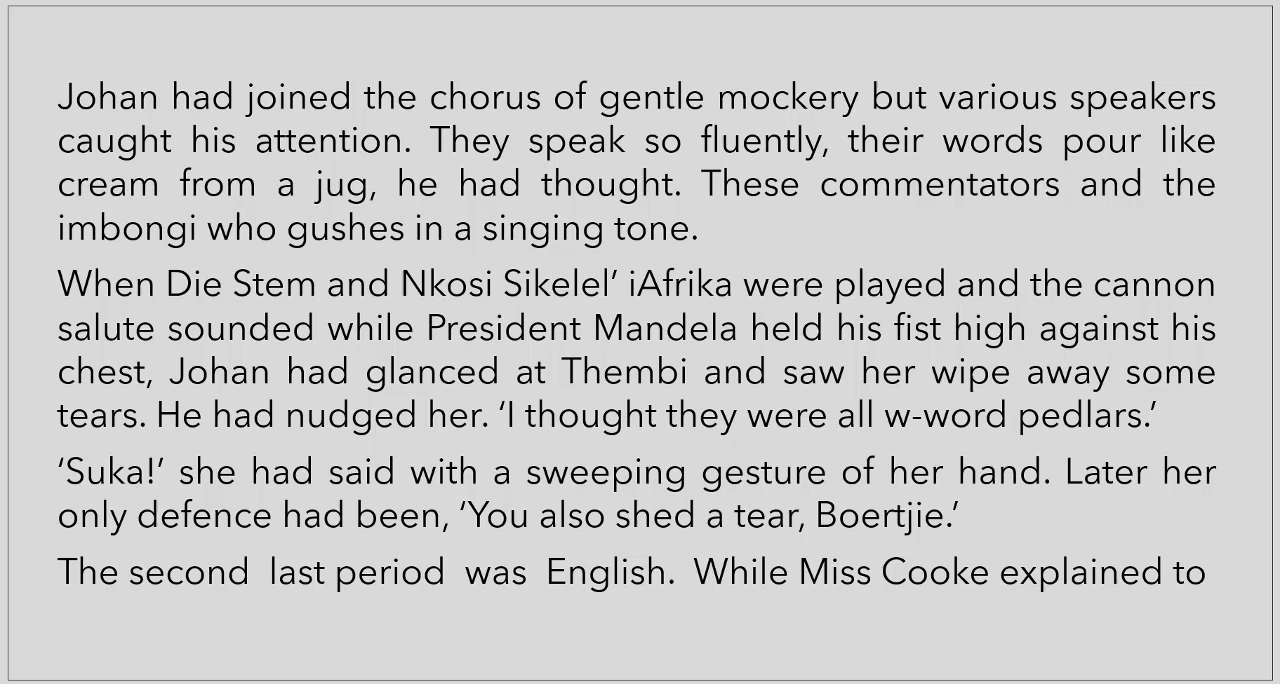 Johan had joined the chorus of gentle mockery but various speakers
caught his attention. They speak so fluently, their words pour like
cream from a jug, he had thought. These commentators and the
imbongi who gushes in a singing tone.
When Die Stem and Nkosi Sikelel’ iAfrika were played and the cannon
salute sounded while President Mandela held his fist high against his
chest, Johan had glanced at Thembi and saw her wipe away some
tears. He had nudged her. ‘I thought they were all w-word pedlars.’
‘Suka!’ she had said with a sweeping gesture of her hand. Later her
only defence had been, ‘You also shed a tear, Boertjie.’
The second last period was English. While Miss Cooke explained to